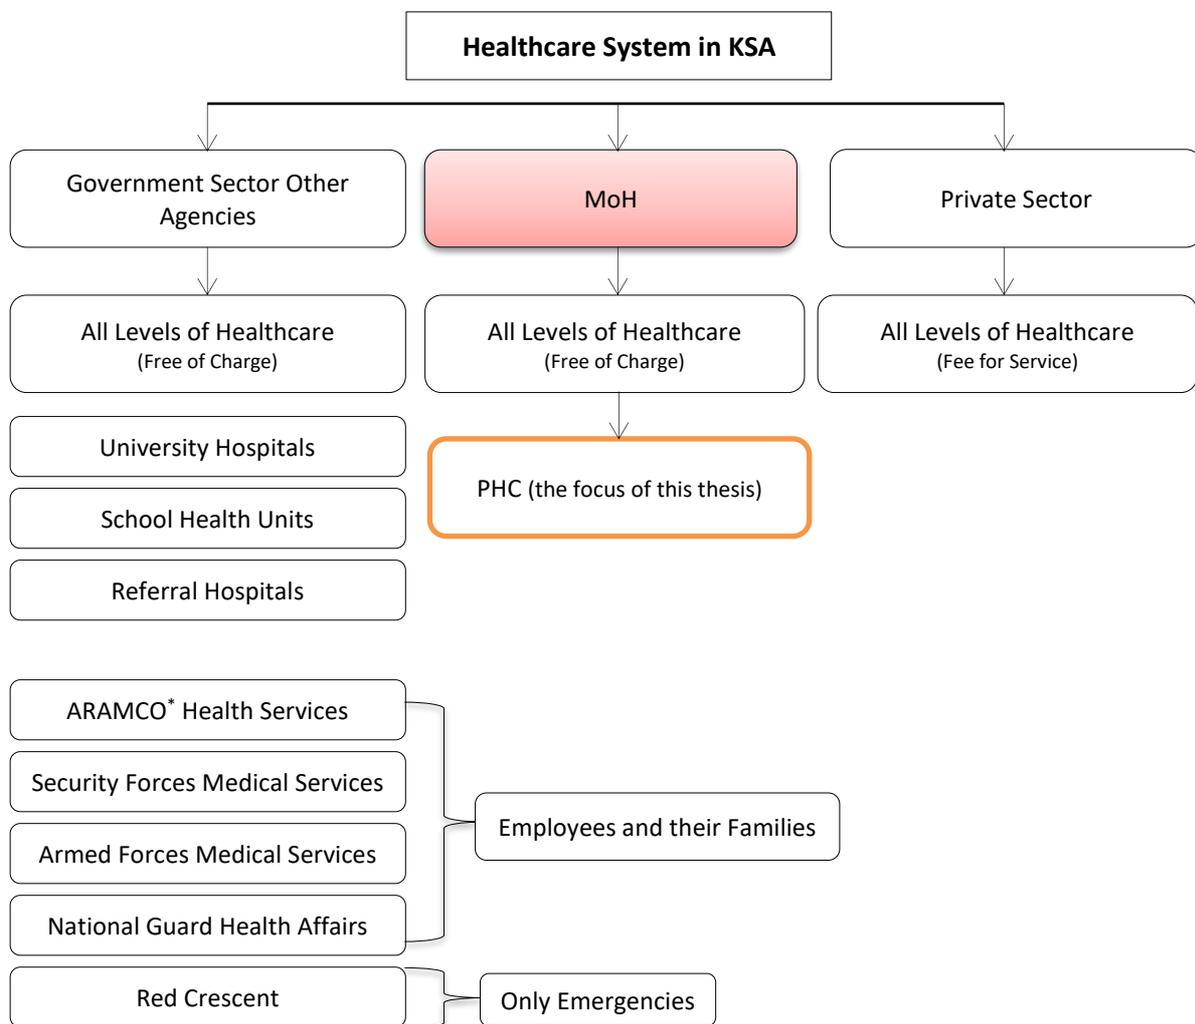 Healthcare System in KSA
Government Sector Other
Agencies
MoH
Private Sector
All Levels of Healthcare
(Free of Charge)
All Levels of Healthcare
(Free of Charge)
All Levels of Healthcare
(Fee for Service)
University Hospitals
School Health Units
Referral Hospitals
PHC (the focus of this thesis)
ARAMCO* Health Services
Security Forces Medical Services
Armed Forces Medical Services
National Guard Health Affairs
Employees and their Families
Red Crescent
Only Emergencies